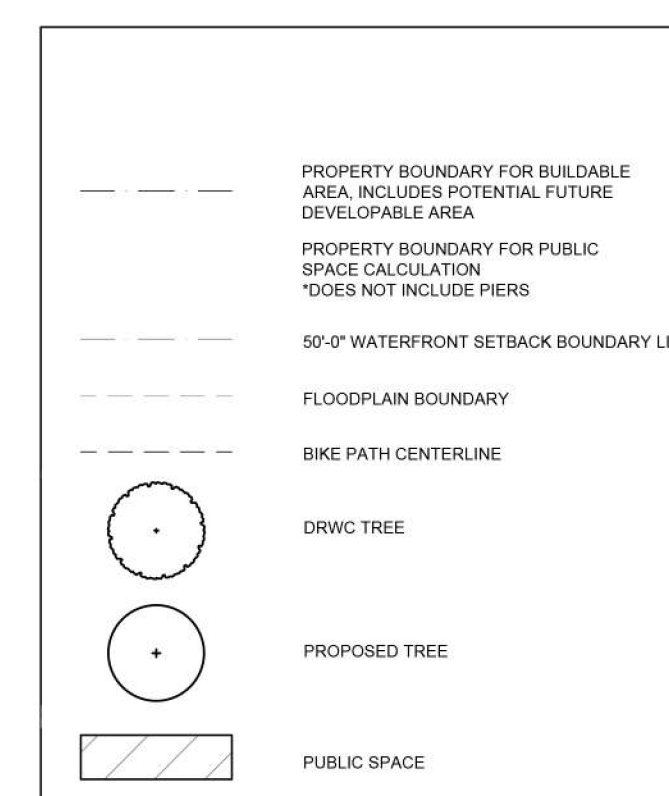 PROPERTY BOUNDARY FOR BUILDABLE
AREA, INCLUDES POTENTIAL FUTURE
DEVELOPABLE AREA
PROPERTY BOUNDARY FOR PUBLIC
SPACE CALCULATION
*DOES NOT INCLUDE PIERS
50'-0" WATERFRONT SETBACK BOUNDARY LI
FLOODPLAIN BOUNDARY
BIKE PATH CENTERLINE
DRWC TREE
PROPOSED TREE
PUBLIC SPACE